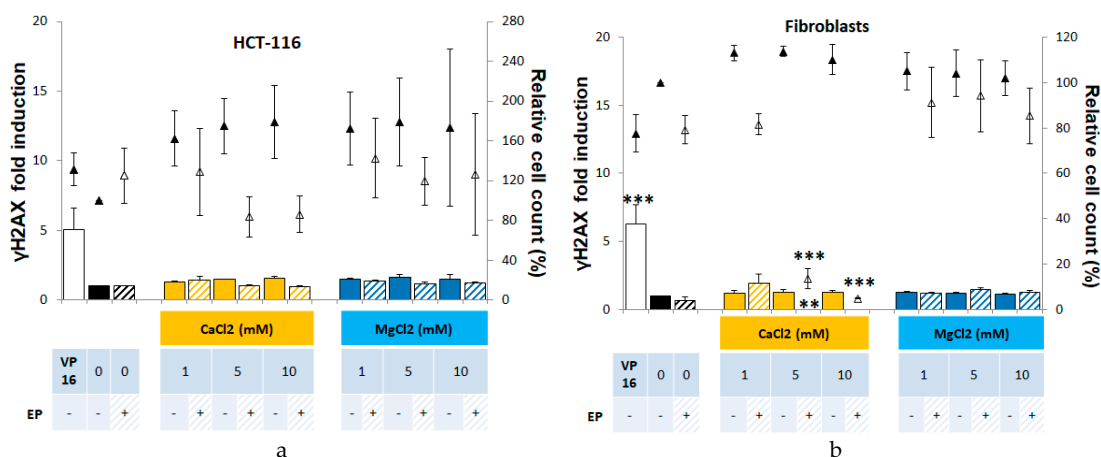 HCT-116
20
15
10
5
0
γH2AX fold induction
280
240
200
160
120
80
40
0
Relative cell count (%)
CaCl2 (mM) MgCl2 (mM)
VP 0 0 1 5 10 1 5 10
16
EP - - + - + - + - + - + - + - +
a
Fibroblasts
20
15
10
5
0
γH2AX fold induction
120
100
80
60
40
20
0
Relative cell count (%)
***
***
**
***
CaCl2 (mM) MgCl2 (mM)
VP 0 0 1 5 10 1 5 10
16
EP - - + - + - + - + - + - + - +
b